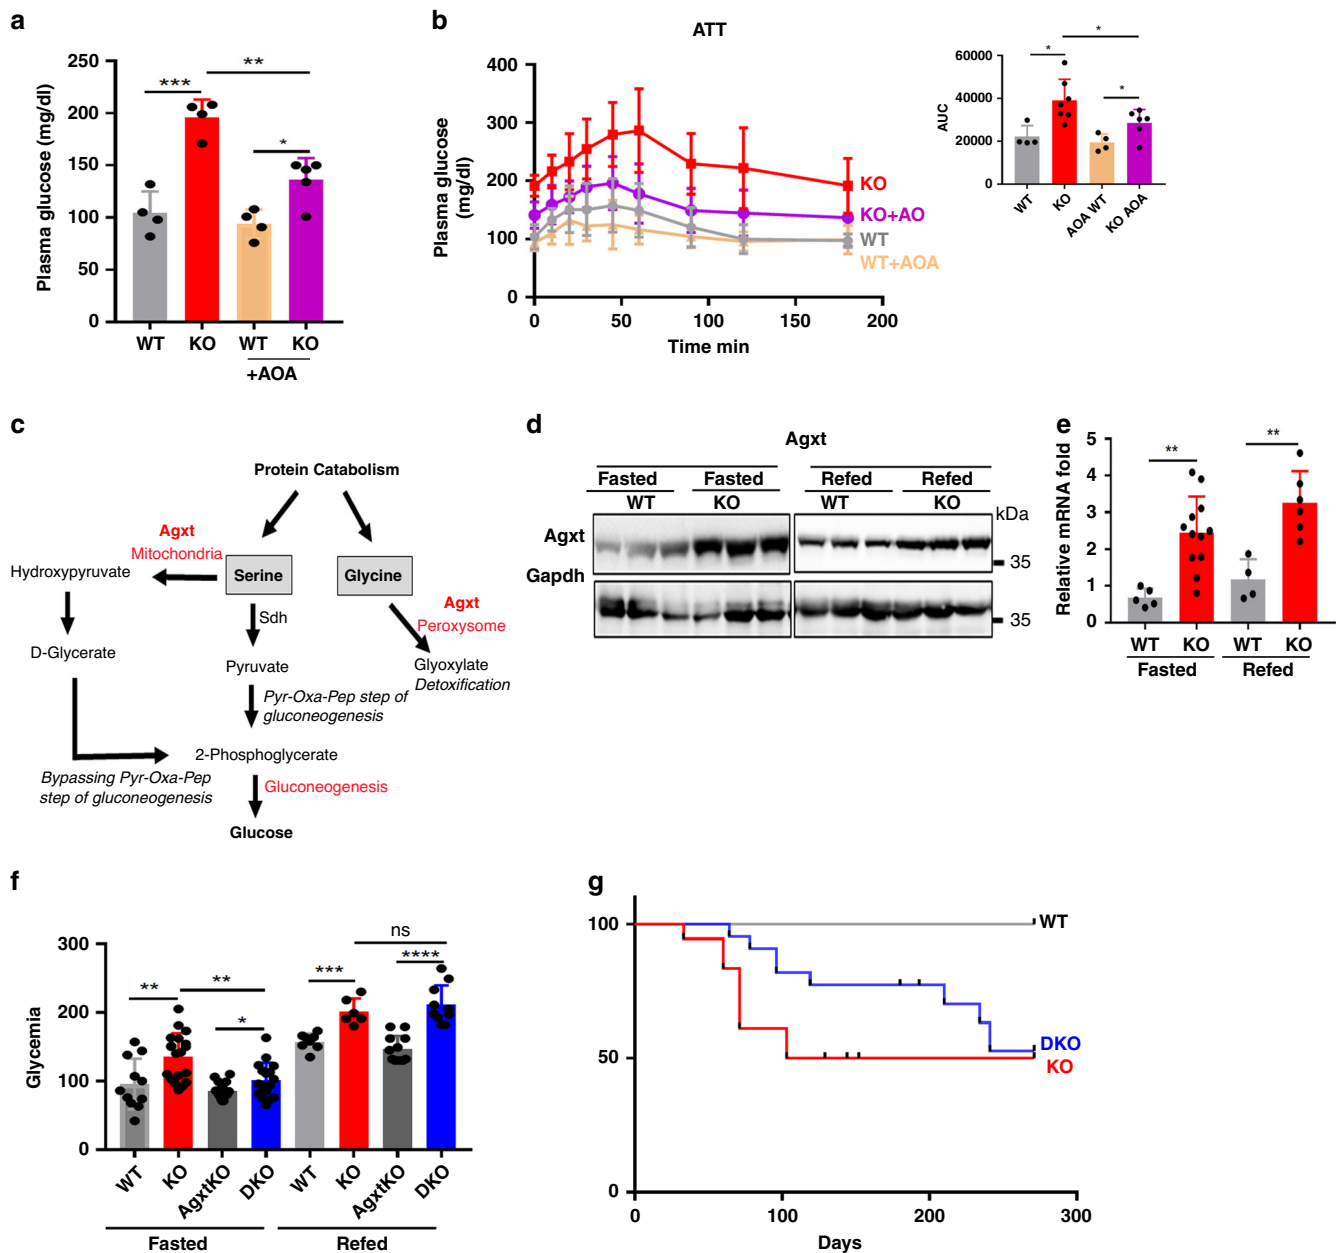 a
Plasma glucose (mg/dl)
250
200
150
100
50
0
***
**
*
WT
KO
WT
KO
+AOA
b
ATT
Plasma glucose
(mg/dl)
400
300
200
100
0
0
50
100
150
200
Time min
KO
KO+AO
WT
WT+AOA
AUC
60000
40000
20000
0
*
*
*
WT
KO
AOA WT
KO AOA
c
Protein Catabolism
Agxt
Mitochondria
Hydroxypyruvate
Serine
Glycine
Sdh
Agxt
Peroxysome
D-Glycerate
Pyruvate
Glyoxylate
Detoxification
Pyr-Oxa-Pep step of
gluconeogenesis
2-Phosphoglycerate
Bypassing Pyr-Oxa-Pep
step of gluconeogenesis
Gluconeogenesis
Glucose
d
Agxt
Fasted
Fasted
Refed
Refed
WT
KO
WT
KO
kDa
Agxt
35
Gapdh
35
e
Relative mRNA fold
5
4
3
2
1
0
**
**
WT
KO
WT
KO
Fasted
Refed
f
Glycemia
300
200
100
0
**
**
*
***
ns
****
WT
KO
AgxtKO
DKO
WT
KO
AgxtKO
DKO
Fasted
Refed
g
100
50
0
0
100
200
300
Days
WT
DKO
KO